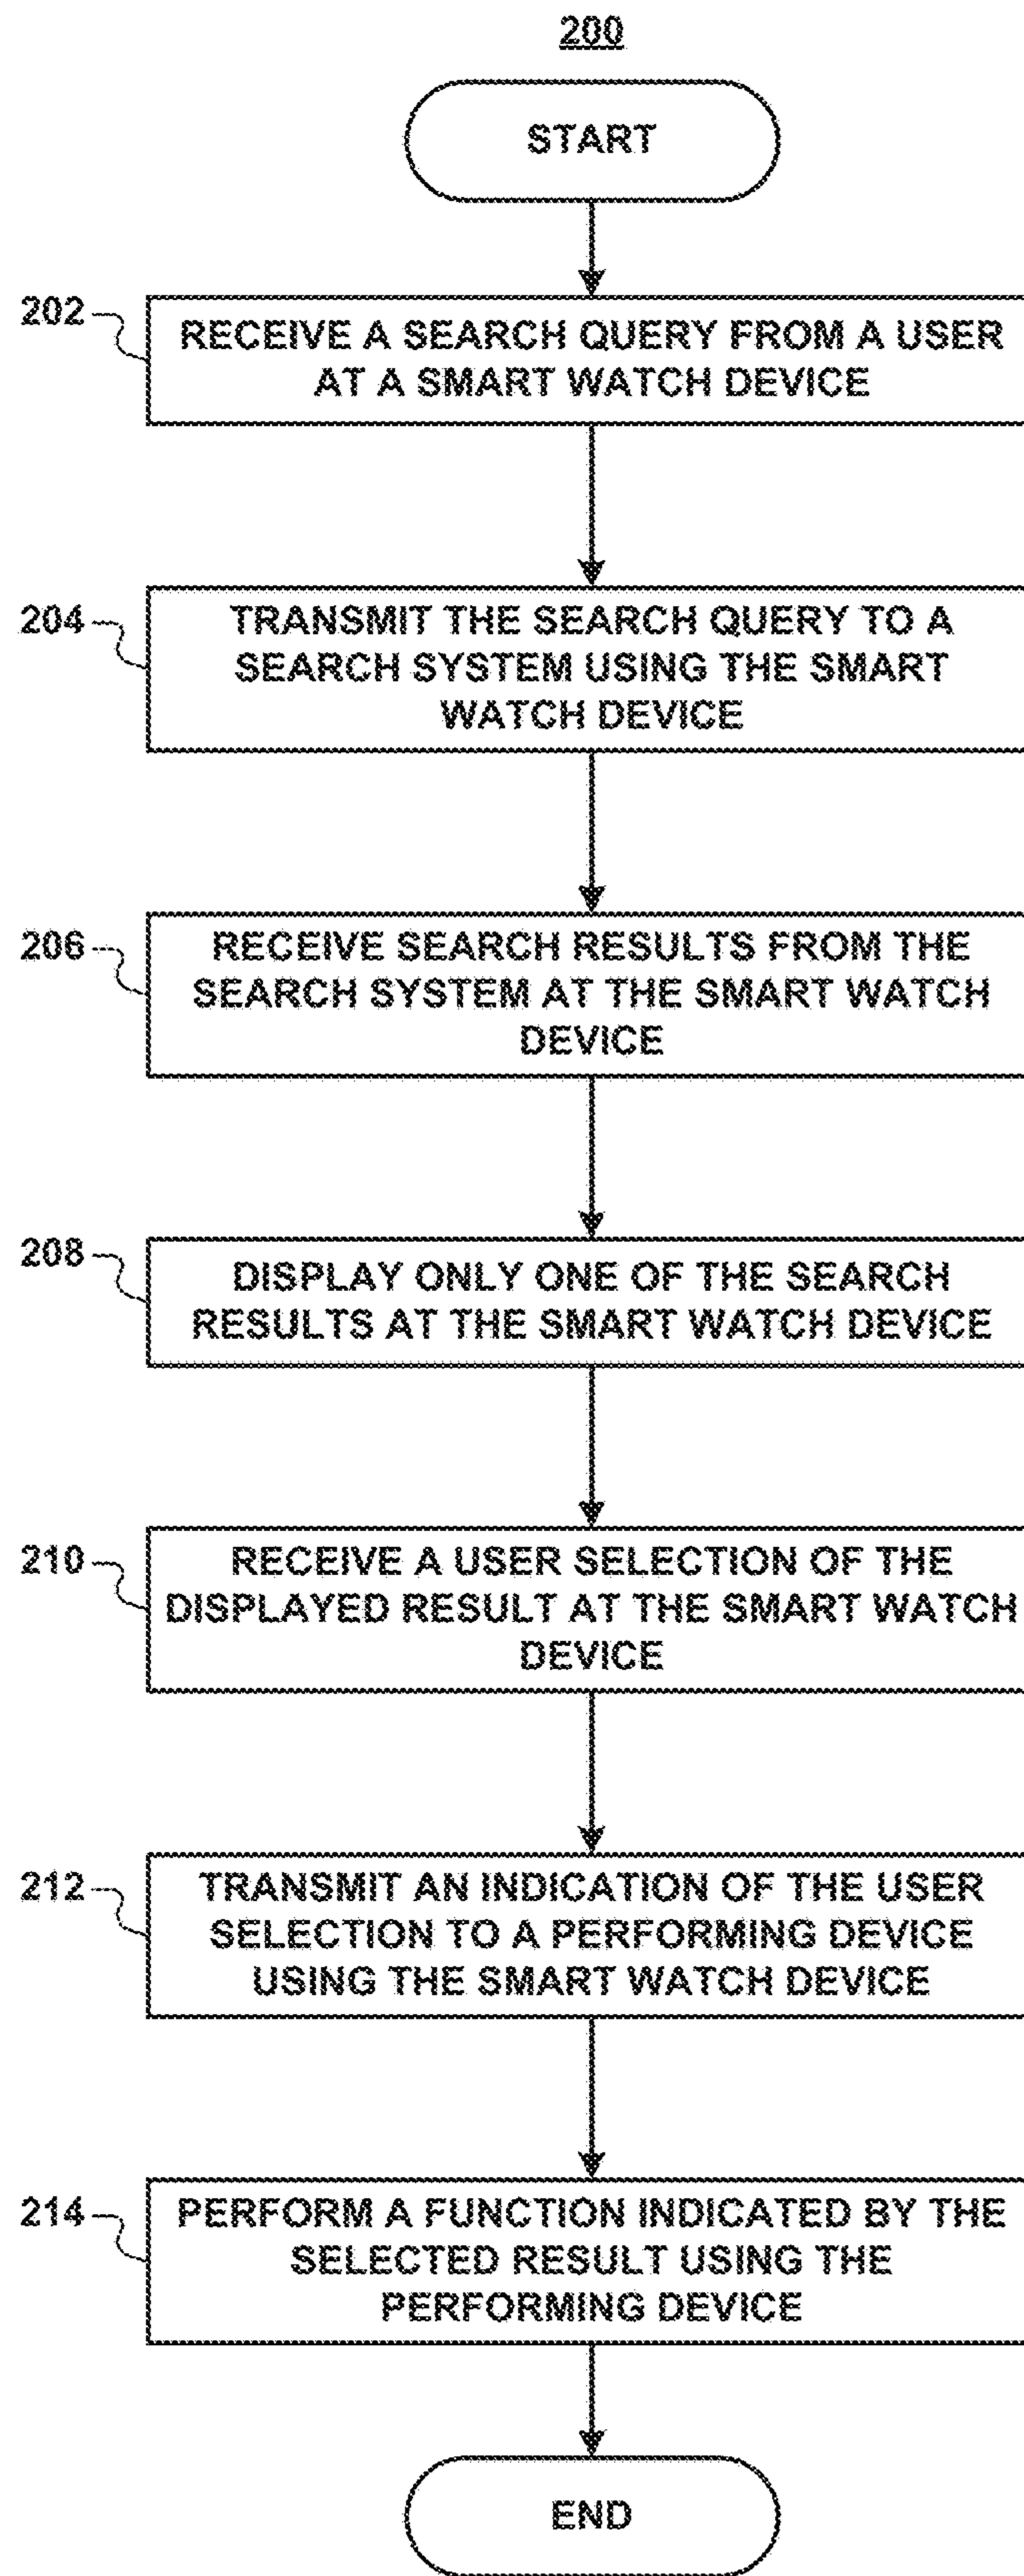 200
START
202
RECEIVE A SEARCH QUERY FROM A USER
AT A SMART WATCH DEVICE
204
TRANSMIT THE SEARCH QUERY TO A
SEARCH SYSTEM USING THE SMART
WATCH DEVICE
206
RECEIVE SEARCH RESULTS FROM THE
SEARCH SYSTEM AT THE SMART WATCH
DEVICE
208
DISPLAY ONLY ONE OF THE SEARCH
RESULTS AT THE SMART WATCH DEVICE
210
RECEIVE A USER SELECTION OF THE
DISPLAYED RESULT AT THE SMART WATCH
DEVICE
212
TRANSMIT AN INDICATION OF THE USER
SELECTION TO A PERFORMING DEVICE
USING THE SMART WATCH DEVICE
214
PERFORM A FUNCTION INDICATED BY THE
SELECTED RESULT USING THE
PERFORMING DEVICE
END